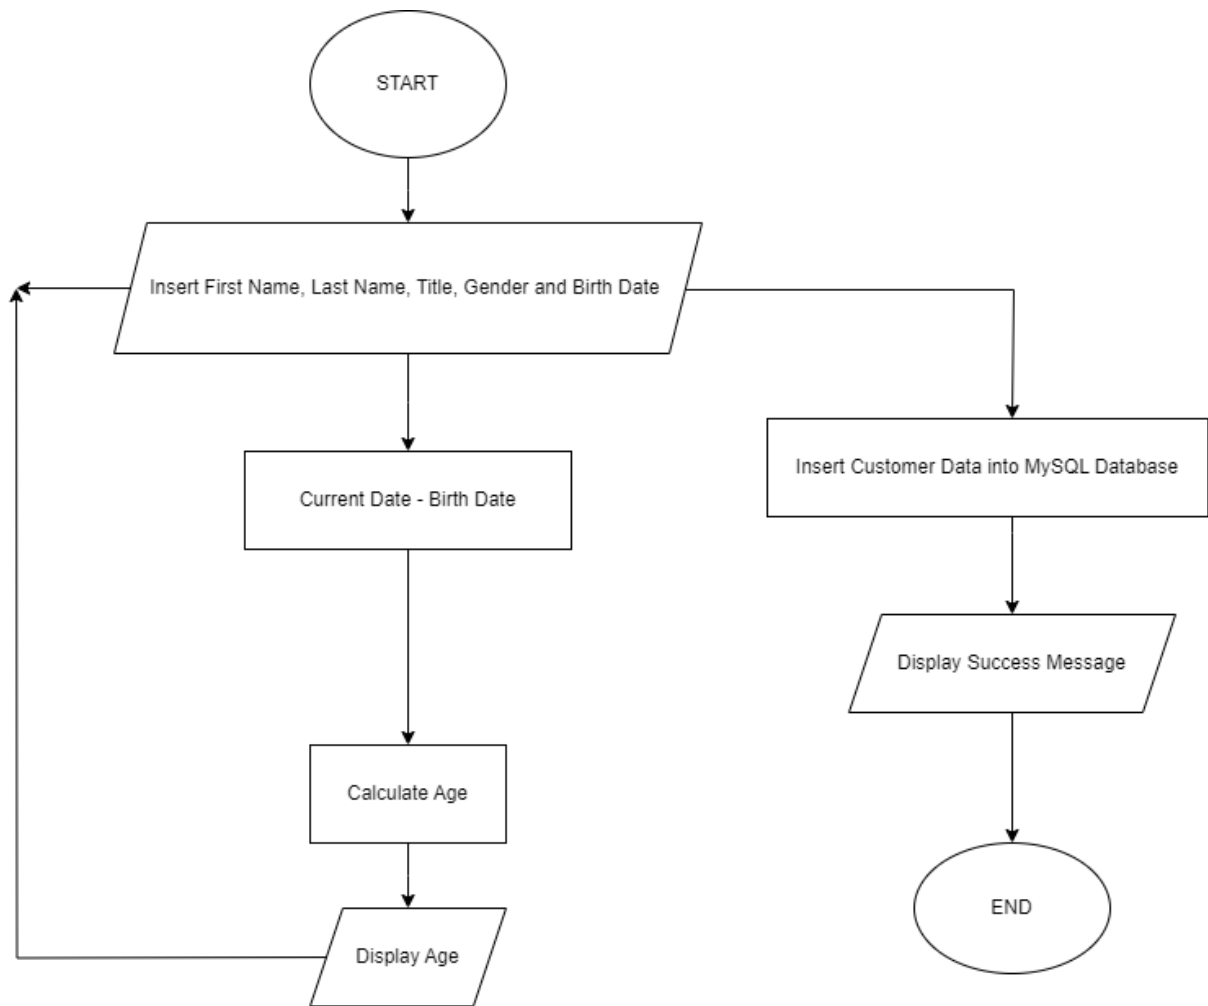 START
Insert First Name, Last Name, Title, Gender and Birth Date
Current Date - Birth Date
Calculate Age
Display Age
Insert Customer Data into MySQL Database
Display Success Message
END